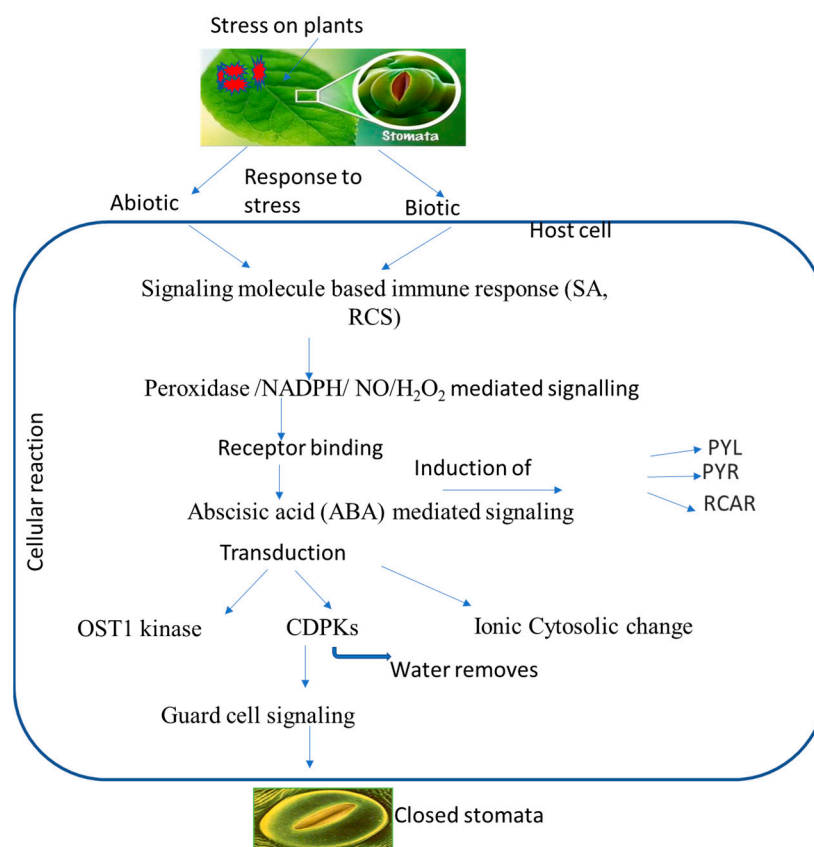 Stress on plants
Stomata
Response to
stress
Abiotic
Biotic
Host cell
Signaling molecule based immune response (SA,
RCS)
Peroxidase /NADPH/ NO/H₂O₂ mediated signalling
Receptor binding
Induction of
PYL
PYR
RCAR
Abscisic acid (ABA) mediated signaling
Cellular reaction
Transduction
OST1 kinase
CDPKs
Ionic Cytosolic change
Water removes
Guard cell signaling
Closed stomata